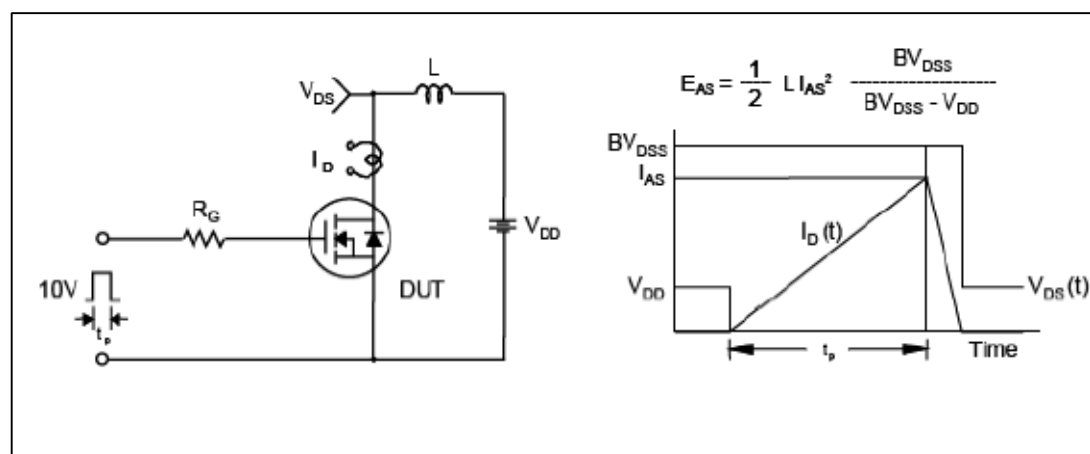 L
V_DS
I_D
R_G
V_DD
10V
DUT
t_p
E_AS = 1/2 L I_AS² BV_DSS / BV_DSS - V_DD
BV_DSS
I_AS
I_D (t)
V_DD
V_DS (t)
t_p
Time